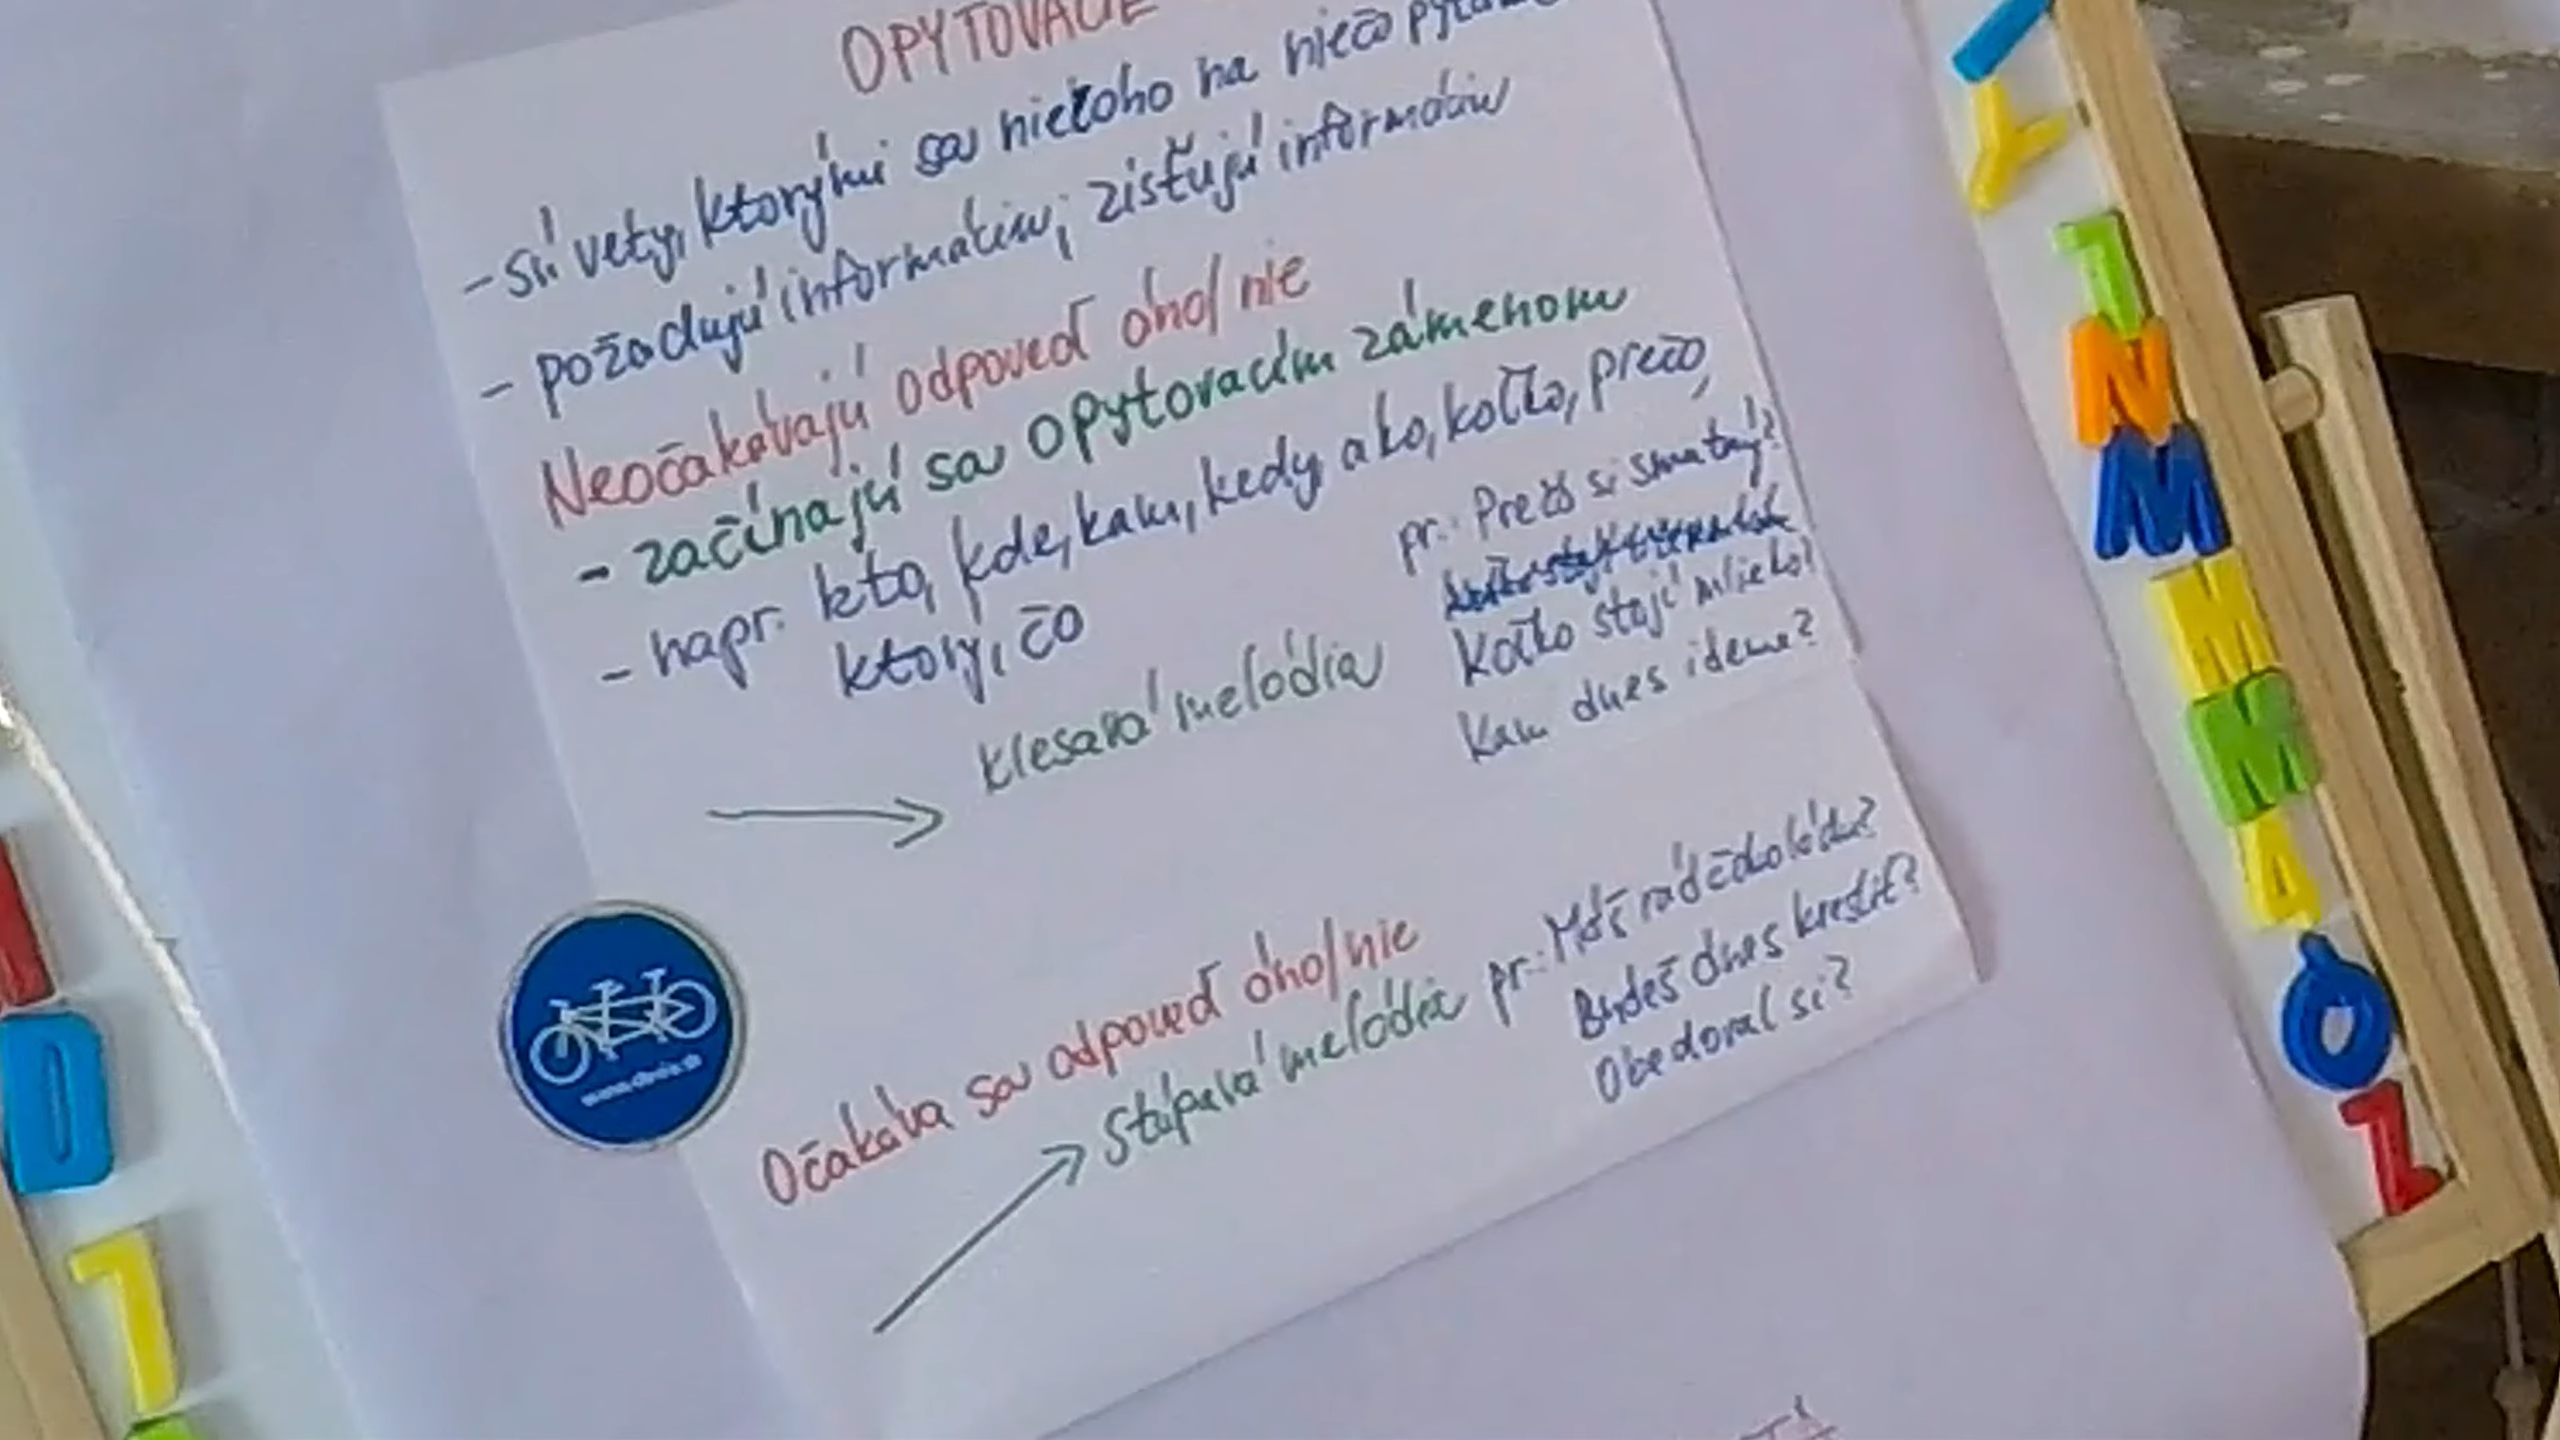 OPYTOVACIE
- sú vety, ktorými sa niekoho na niečo
- požadujú informáciu, zisťujú informáciu
Neočakávajú odpoveď áno/nie
- začínajú sa opytovacím zámenom
- napr. kto, kde, kam, kedy, ako, koľko, prečo,
ktorý, čo
pr.: Prečo si smutný?
Koľko stojí mlieko?
Kam dnes ideme?
klesavá melódia
Očakáva sa odpoveď áno/nie
stúpavá melódia pr.: Máš rád čokoládu?
Budeš dnes kresliť?
Obedoval si?
Y
1
N
M
M
M
A
O
Z